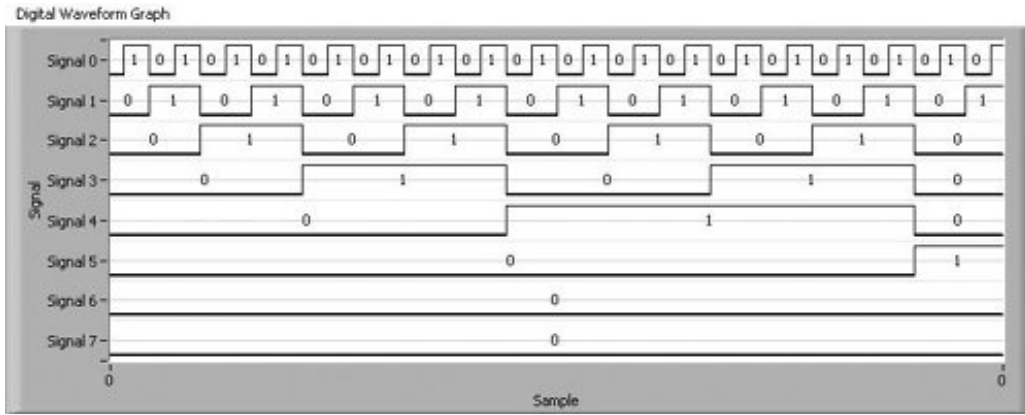 Digital Waveform Graph
Signal
Signal 0
1 0 1 0 1 0 1 0 1 0 1 0 1 0 1 0 1 0 1 0 1 0 1 0 1 0 1 0 1 0 1 0 1 0
Signal 1
0 1 0 1 0 1 0 1 0 1 0 1 0 1 0 1 0 1
Signal 2
0 1 0 1 0 1 0 1 0
Signal 3
0 1 0 1 0
Signal 4
0 1 0
Signal 5
0 1
Signal 6
0
Signal 7
0
0 0
Sample